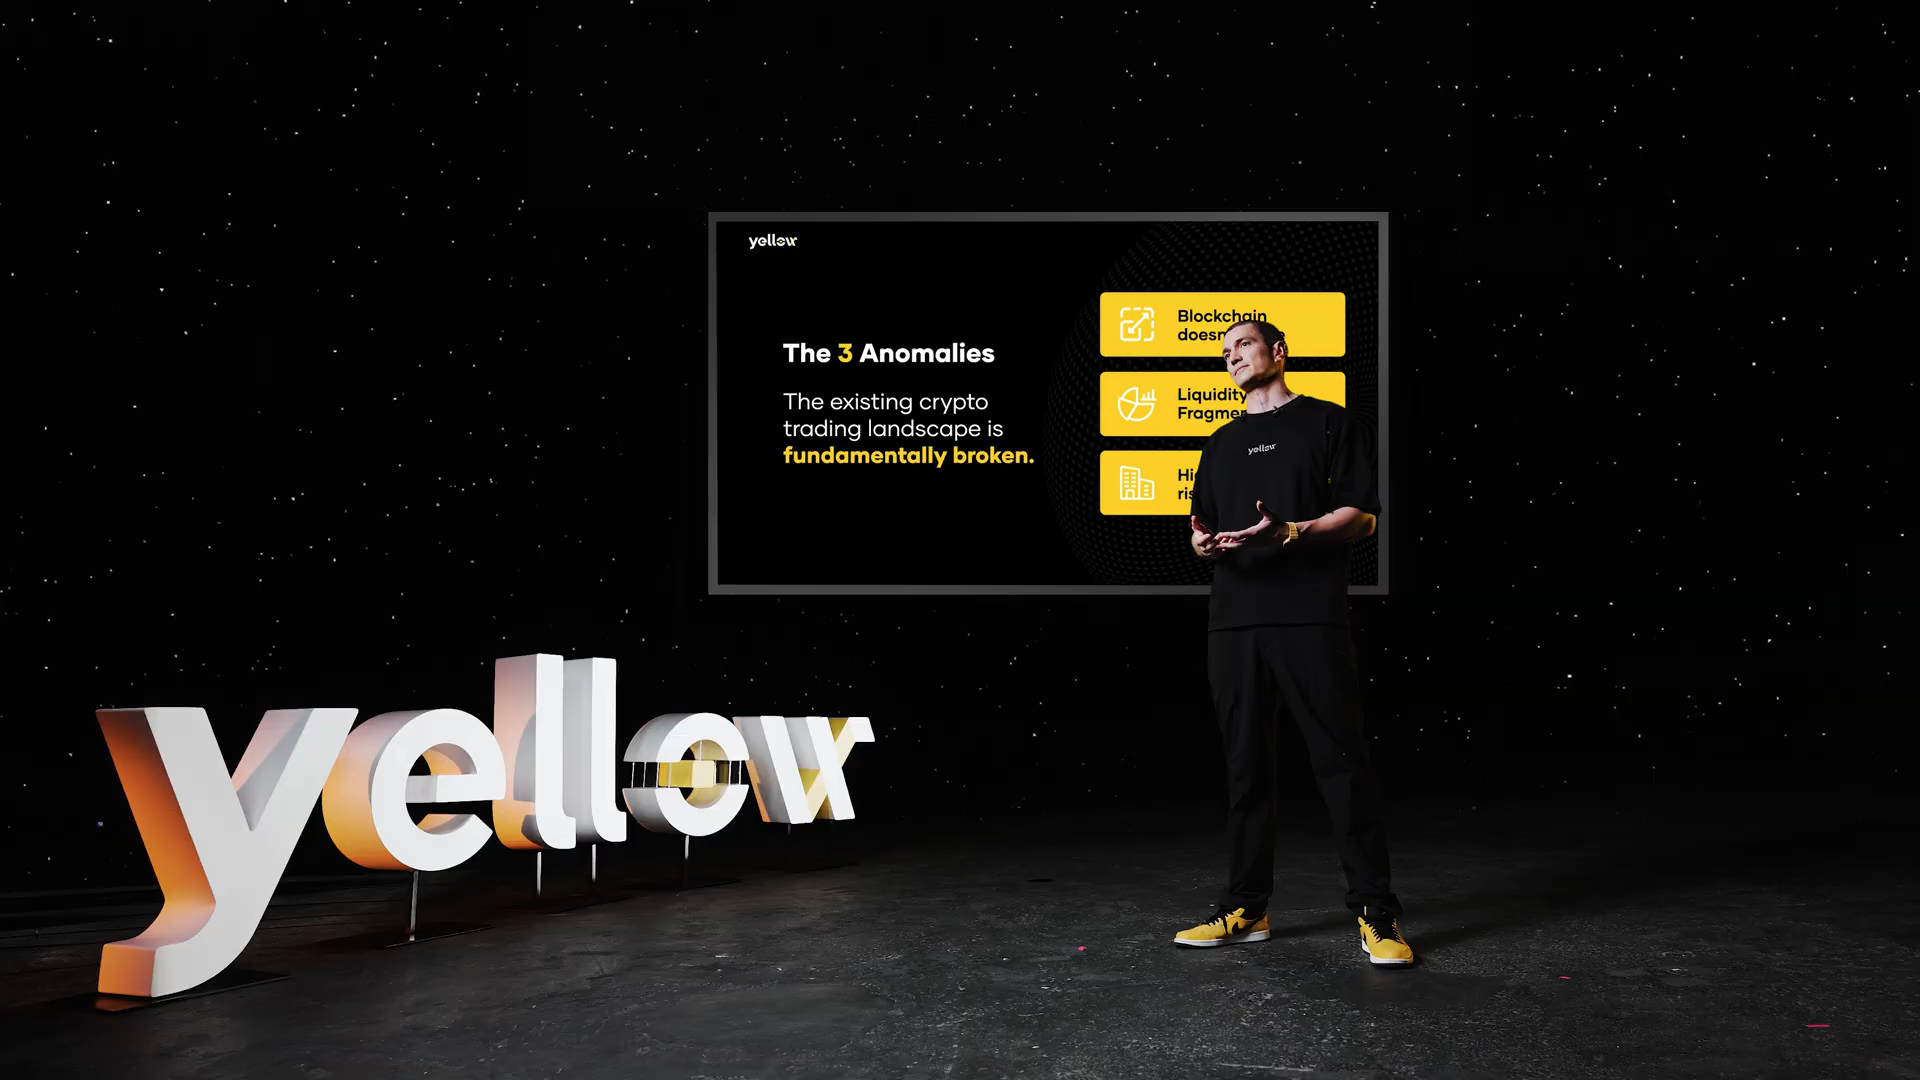 yellow
The 3 Anomalies
The existing crypto
trading landscape is
fundamentally broken.
Blockchain
Liquidity
yellow
yellow